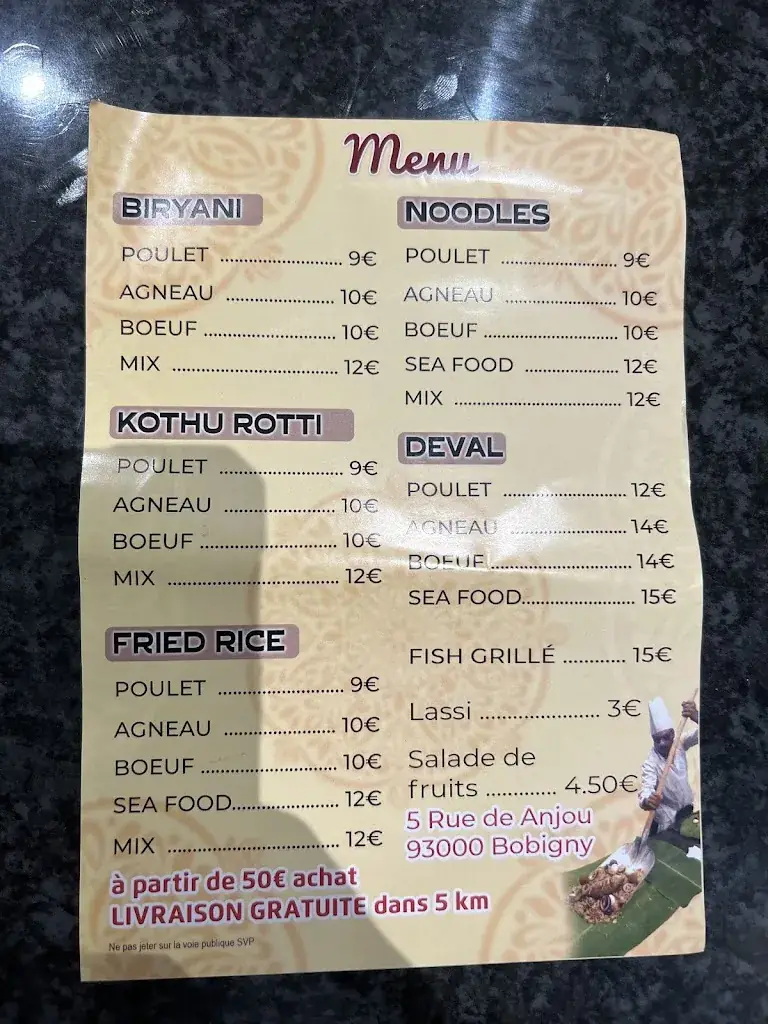 Menu
BIRYANI
POULET .......................... 9€
AGNEAU ....................... 10€
BOEUF ............................ 10€
MIX ................................... 12€
KOTHU ROTTI
POULET .......................... 9€
AGNEAU ....................... 10€
BOEUF ............................ 10€
MIX ................................... 12€
FRIED RICE
POULET .......................... 9€
AGNEAU ....................... 10€
BOEUF ............................ 10€
SEA FOOD....................... 12€
MIX ................................... 12€
NOODLES
POULET ......................... 9€
AGNEAU ........................ 10€
BOEUF ............................ 10€
SEA FOOD .................... 12€
MIX ................................... 12€
DEVAL
POULET .......................... 12€
AGNEAU ........................ 14€
BOEUF ............................. 14€
SEA FOOD........................ 15€
FISH GRILLÉ ............. 15€
Lassi ...................... 3€
Salade de
fruits ............. 4.50€
5 Rue de Anjou
93000 Bobigny
à partir de 50€ achat
LIVRAISON GRATUITE dans 5 km
Ne pas jeter sur la voie publique SVP